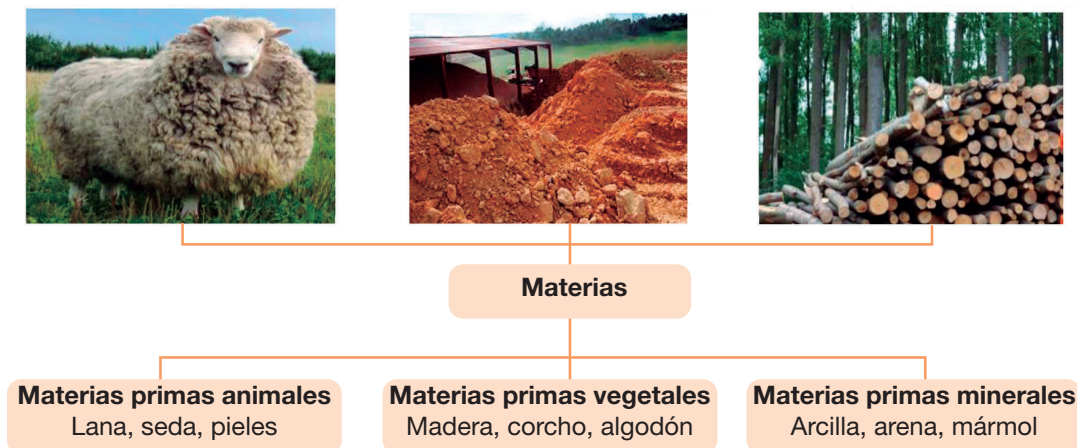 Materias
Materias primas animales
Lana, seda, pieles
Materias primas vegetales
Madera, corcho, algodón
Materias primas minerales
Arcilla, arena, mármol